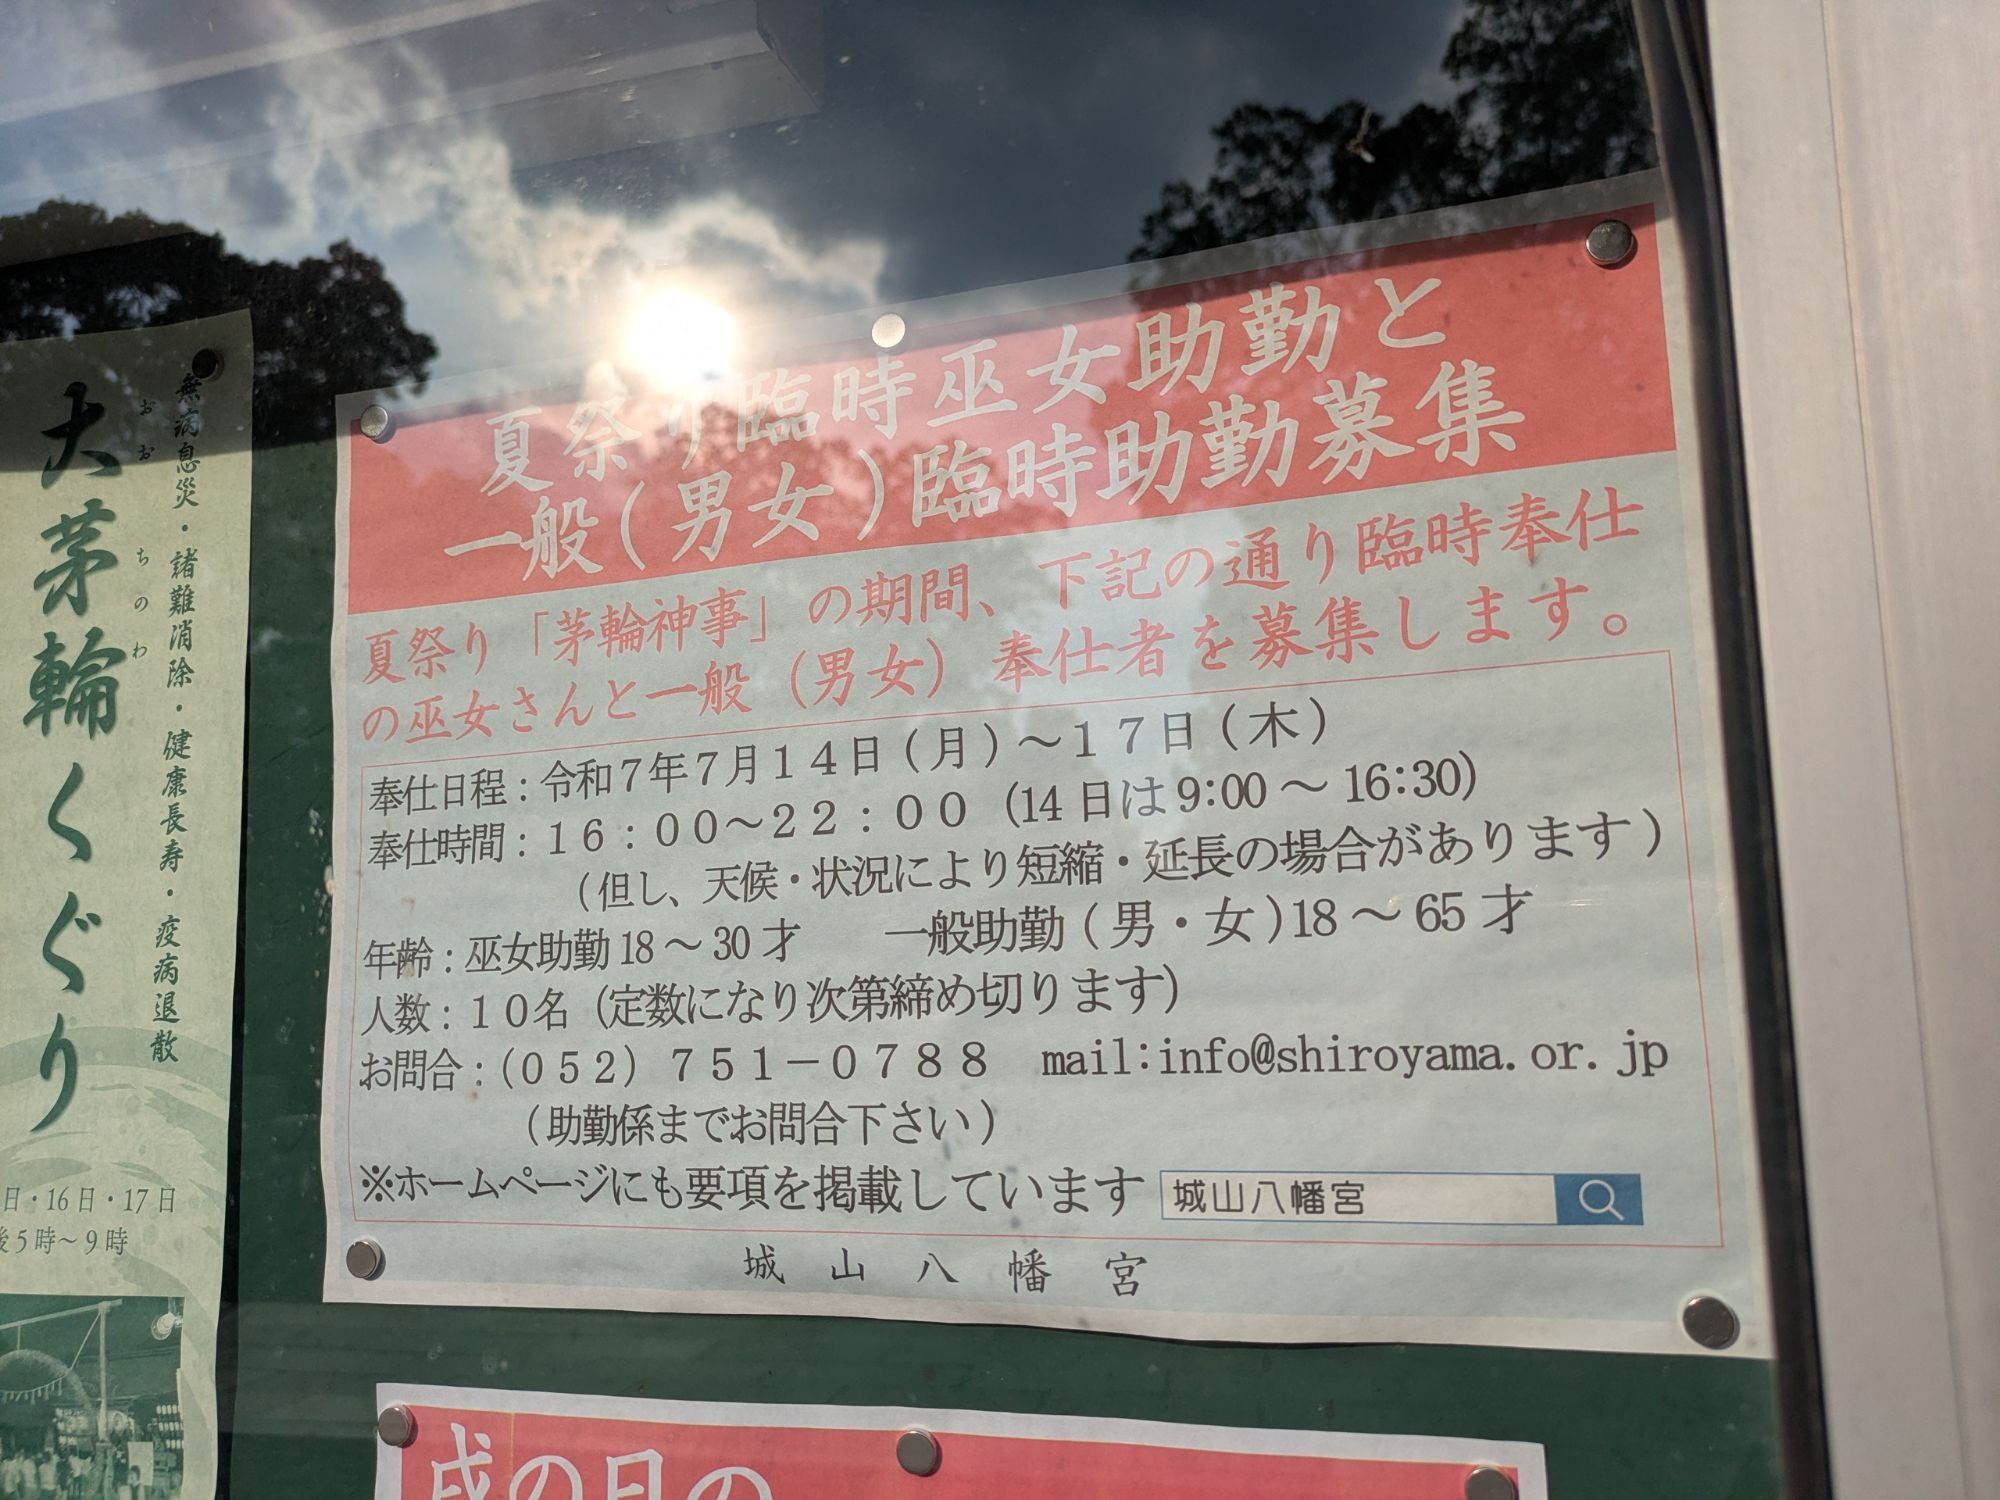 夏祭り臨時巫女助勤と
一般(男女)臨時助勤募集
夏祭り「茅輪神事」の期間、下記の通り臨時奉仕
の巫女さんと一般(男女)奉仕者を募集します。
奉仕日程:令和7年7月14日(月)~17日(木)
奉仕時間:16:00~22:00(14日は9:00~16:30)
(但し、天候・状況により短縮・延長の場合があります)
年齢:巫女助勤18~30才 一般助勤(男・女)18~65才
人数:10名(定数になり次第締め切ります)
お問合:(052)751-0788 mail:info@shiroyama.or.jp
(助勤係までお問合下さい)
※ホームページにも要項を掲載しています 城山八幡宮
城山八幡宮
無病息災・諸難消除・健康長寿・疫病退散
おお ちのわ
大茅輪くぐり
日・16日・17日
後5時~9時
戌の日の